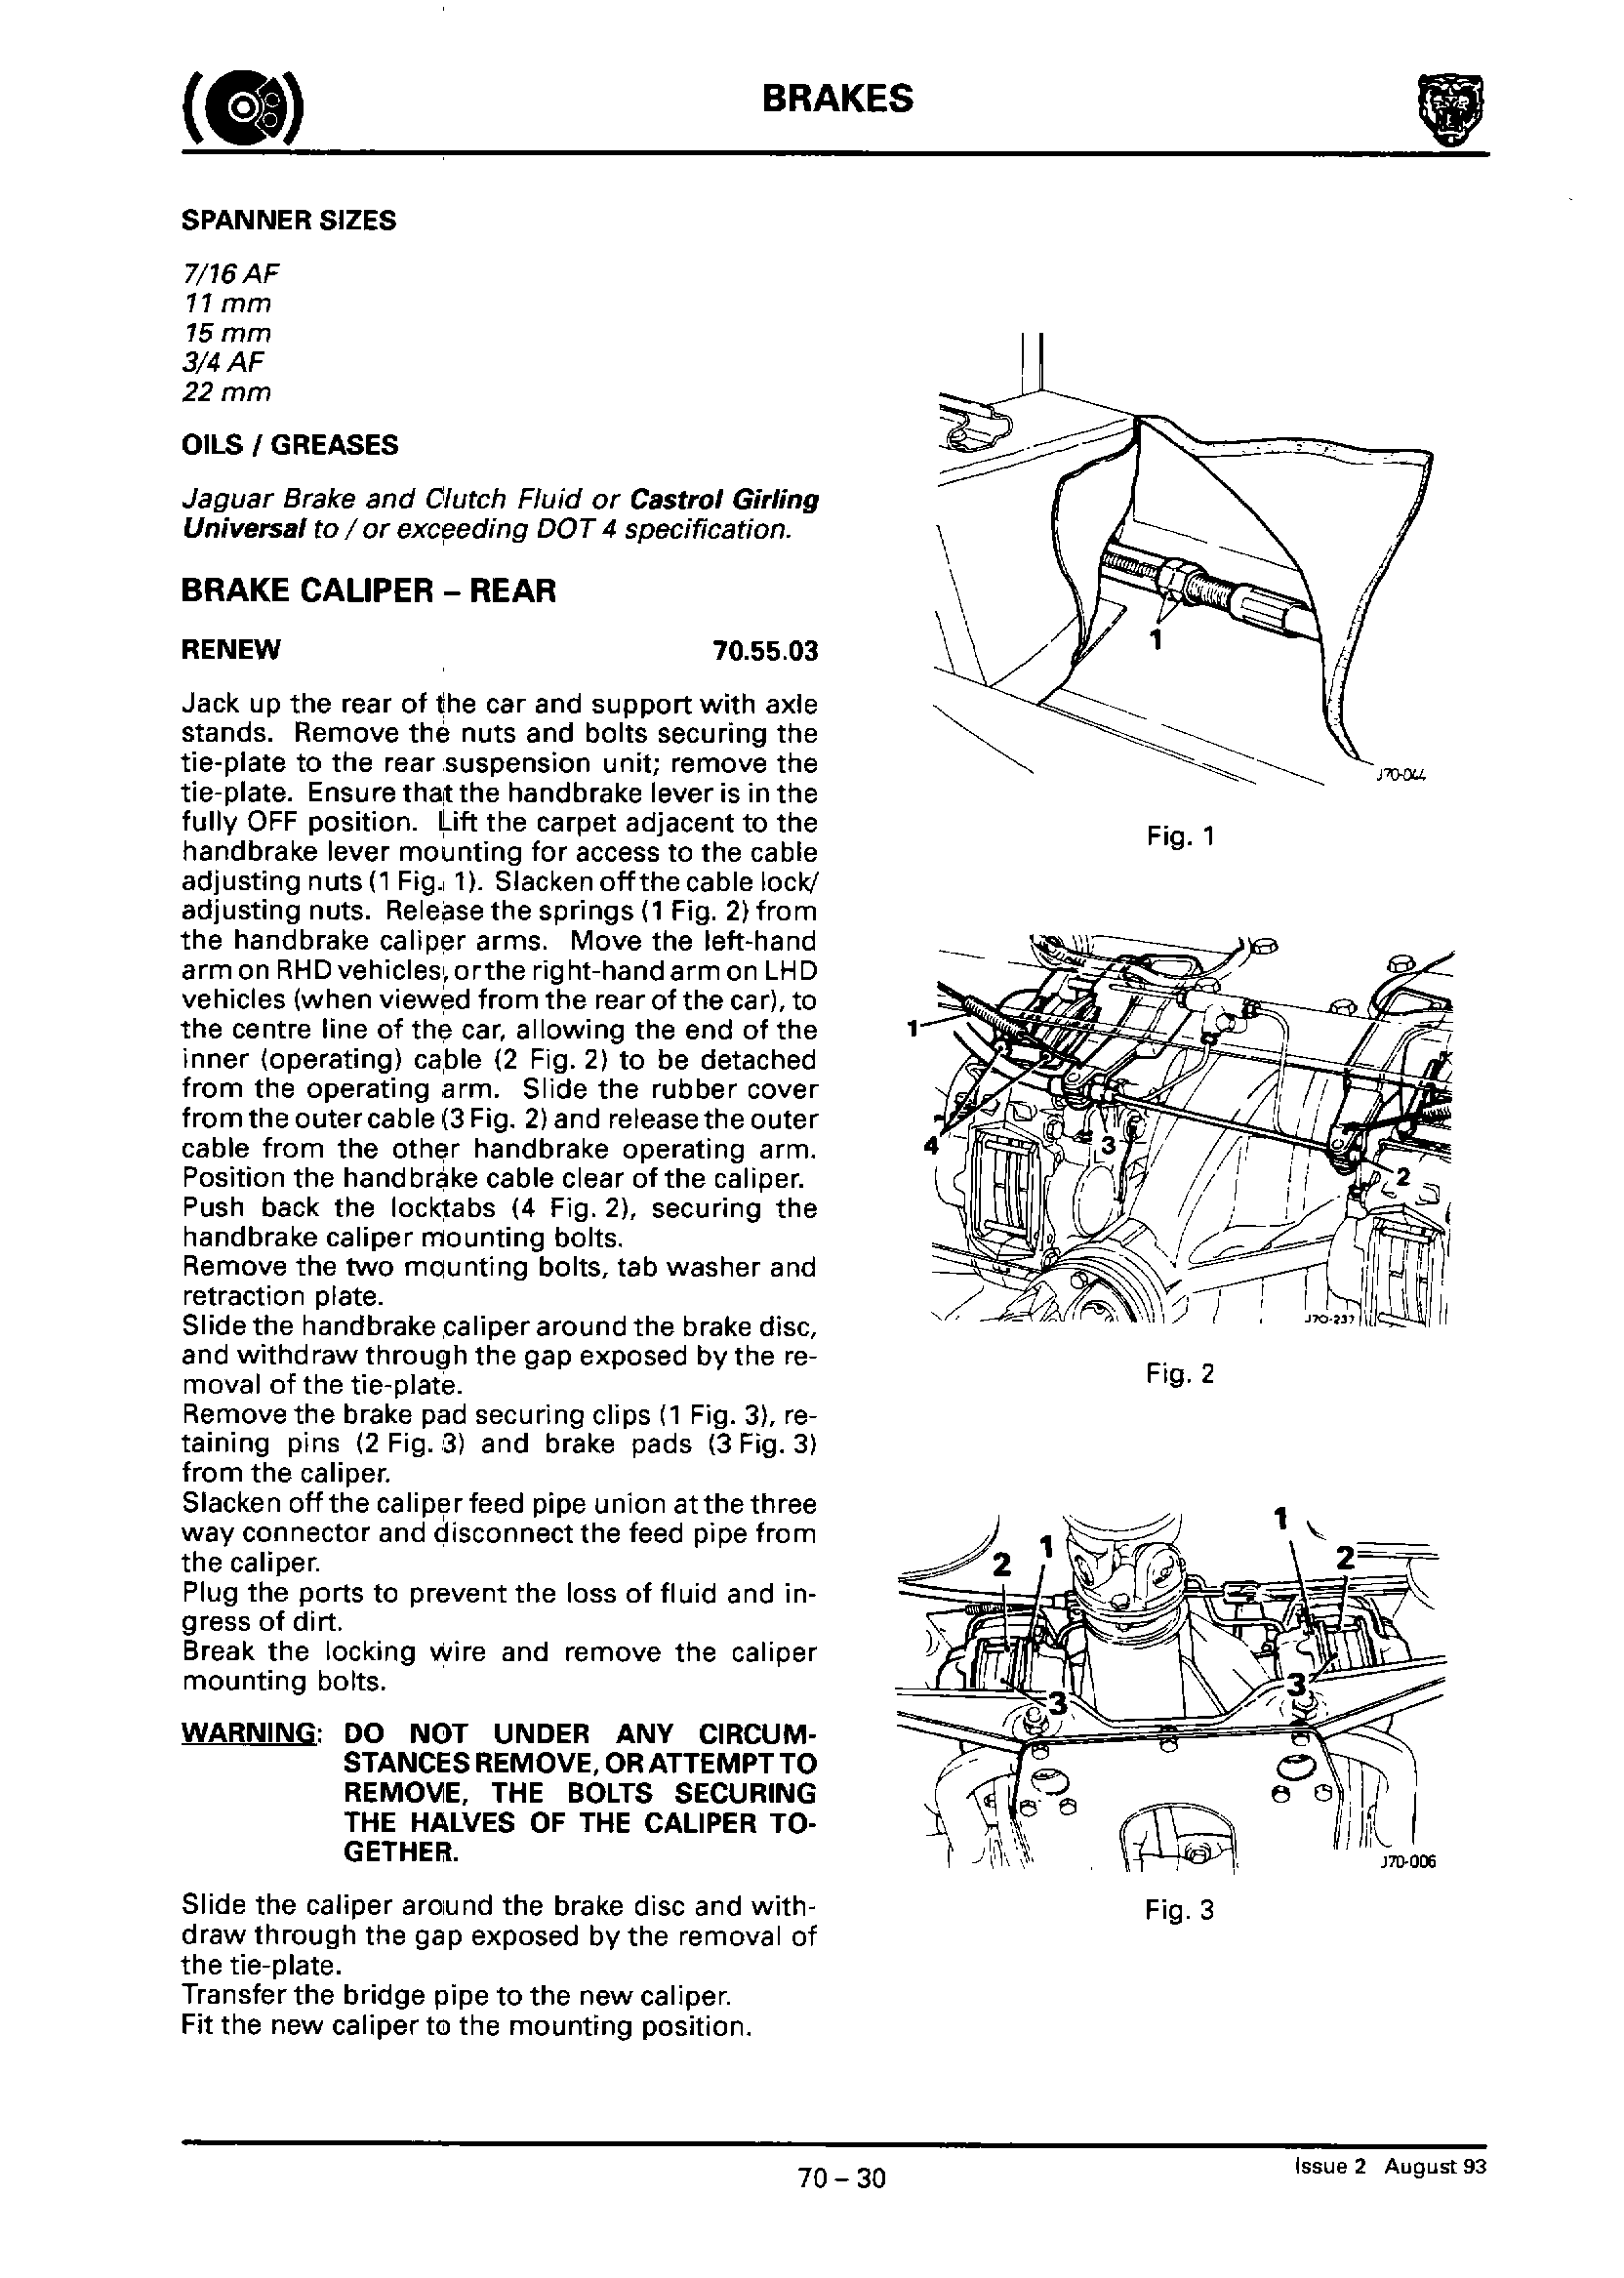 BRAKES
SPANNER SIZES
7/16 AF
11 mm
15 mm
3/4 AF
22 mm
OILS / GREASES
Jaguar Brake and Clutch Fluid or Castrol Girling
Universal to / or exceeding DOT 4 specification.
BRAKE CALIPER – REAR
RENEW 70.55.03
Jack up the rear of the car and support with axle
stands. Remove the nuts and bolts securing the
tie-plate to the rear suspension unit; remove the
tie-plate. Ensure that the handbrake lever is in the
fully OFF position. Lift the carpet adjacent to the
handbrake lever mounting for access to the cable
adjusting nuts (1 Fig. 1). Slacken off the cable lock/
adjusting nuts. Release the springs (1 Fig. 2) from
the handbrake caliper arms. Move the left-hand
arm on RHD vehicles, or the right-hand arm on LHD
vehicles (when viewed from the rear of the car), to
the centre line of the car, allowing the end of the
inner (operating) cable (2 Fig. 2) to be detached
from the operating arm. Slide the rubber cover
from the outer cable (3 Fig. 2) and release the outer
cable from the other handbrake operating arm.
Position the handbrake cable clear of the caliper.
Push back the locktabs (4 Fig. 2), securing the
handbrake caliper mounting bolts.
Remove the two mounting bolts, tab washer and
retraction plate.
Slide the handbrake caliper around the brake disc,
and withdraw through the gap exposed by the re-
moval of the tie-plate.
Remove the brake pad securing clips (1 Fig. 3), re-
taining pins (2 Fig. 3) and brake pads (3 Fig. 3)
from the caliper.
Slacken off the caliper feed pipe union at the three
way connector and disconnect the feed pipe from
the caliper.
Plug the ports to prevent the loss of fluid and in-
gress of dirt.
Break the locking wire and remove the caliper
mounting bolts.
WARNING: DO NOT UNDER ANY CIRCUM-
STANCES REMOVE, OR ATTEMPT TO
REMOVE, THE BOLTS SECURING
THE HALVES OF THE CALIPER TO-
GETHER.
Slide the caliper around the brake disc and with-
draw through the gap exposed by the removal of
the tie-plate.
Transfer the bridge pipe to the new caliper.
Fit the new caliper to the mounting position.
1
J70-044
Fig. 1
1
4
3
2
J70-237
Fig. 2
1
2
1
2
3
3
J70-006
Fig. 3
70 – 30
Issue 2 August 93